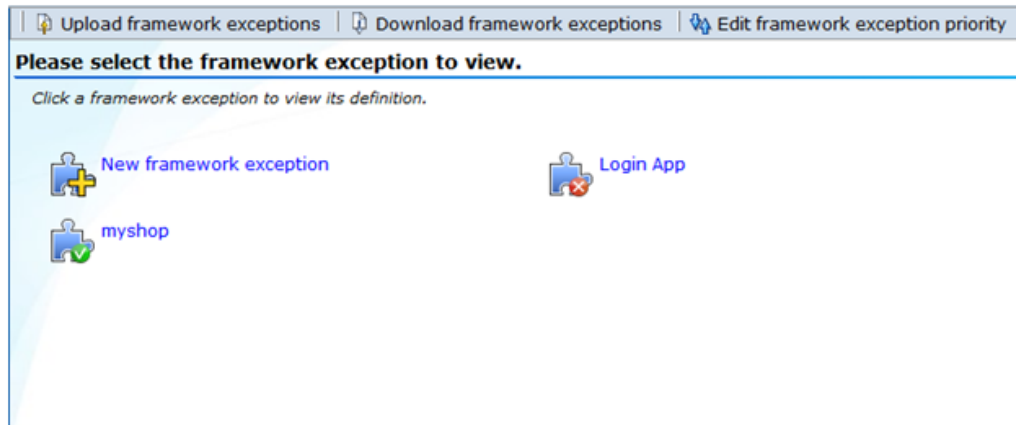 Upload framework exceptions Download framework exceptions Edit framework exception priority
Please select the framework exception to view.
Click a framework exception to view its definition.
New framework exception Login App
myshop